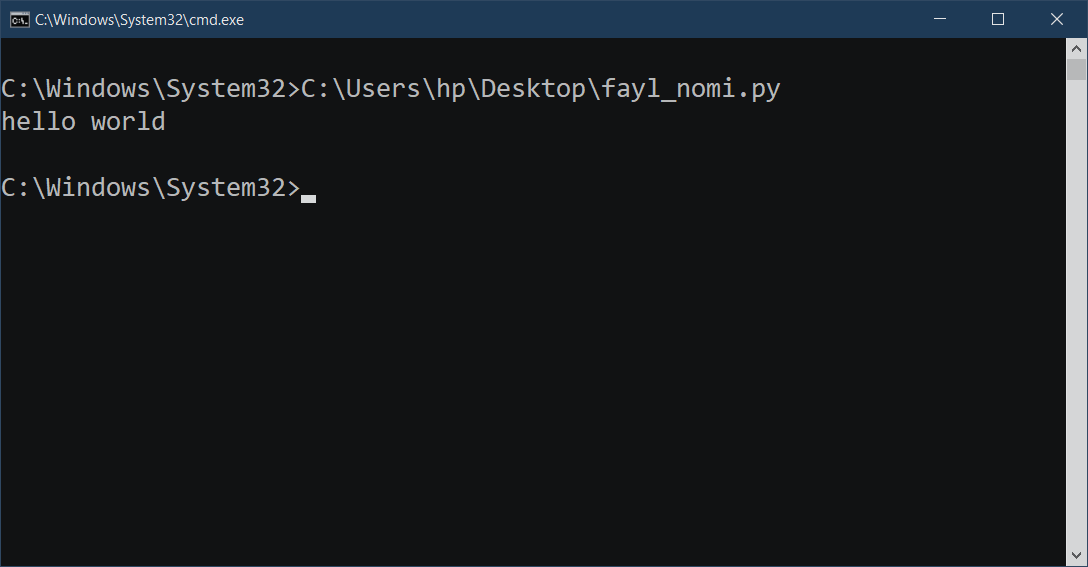 C:\Windows\System32\cmd.exe
C:\Windows\System32>C:\Users\hp\Desktop\fayl_nomi.py
hello world
C:\Windows\System32>